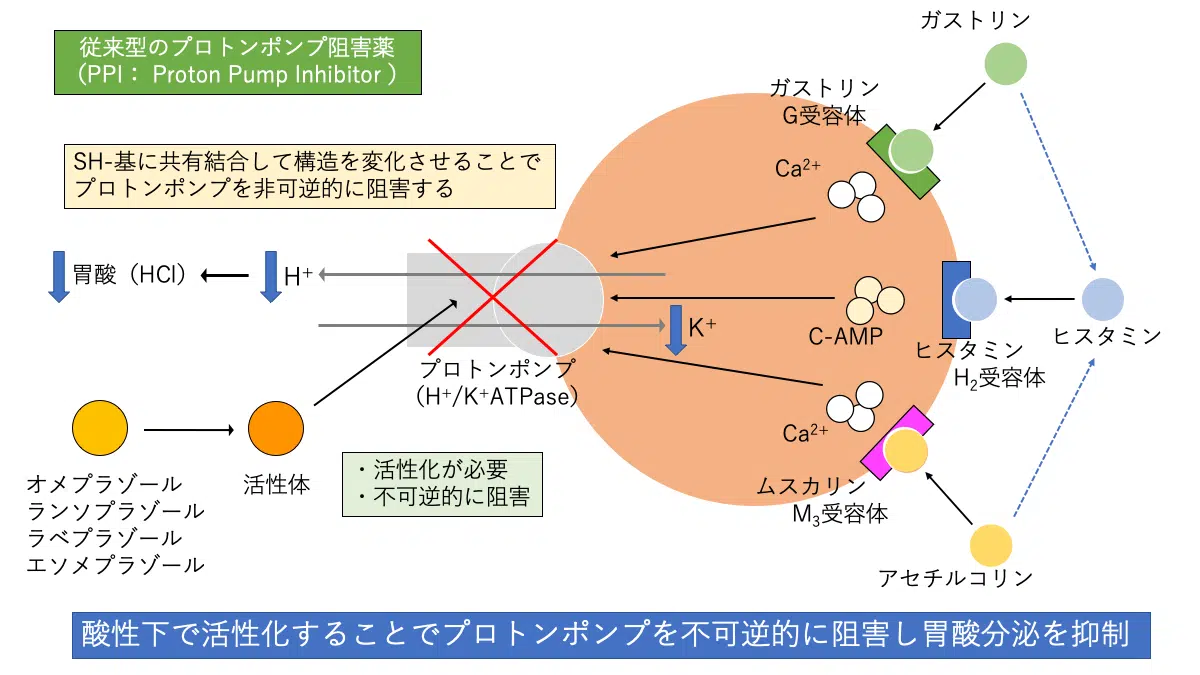 従来型のプロトンポンプ阻害薬
（PPI： Proton Pump Inhibitor ）
SH-基に共有結合して構造を変化させることで
プロトンポンプを非可逆的に阻害する
胃酸（HCl）
H⁺
K⁺
プロトンポンプ
（H⁺/K⁺ATPase）
オメプラゾール
ランソプラゾール
ラベプラゾール
エソメプラゾール
活性体
・活性化が必要
・不可逆的に阻害
ガストリン
ガストリン
G受容体
Ca²⁺
C-AMP
ヒスタミン
H₂受容体
ヒスタミン
Ca²⁺
ムスカリン
M₃受容体
アセチルコリン
酸性下で活性化することでプロトンポンプを不可逆的に阻害し胃酸分泌を抑制